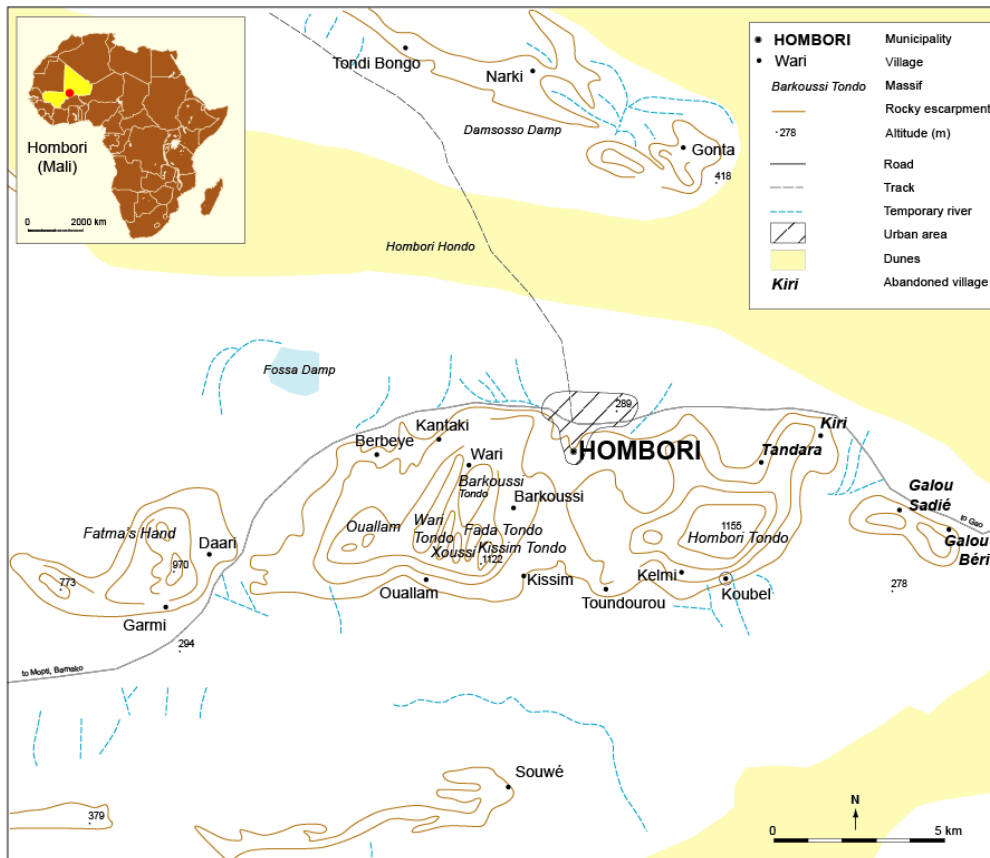 Hombori
(Mali)
0 2000 km
HOMBORI Municipality
Wari Village
Barkoussi Tondo Massif
Rocky escarpment
278 Altitude (m)
Road
Track
Temporary river
Urban area
Dunes
Kiri Abandoned village
Tondi Bongo
Narki
Damsosso Damp
Gonta
418
Hombori Hondo
Fossa Damp
289
Kantaki
Berbeye
HOMBORI
Kiri
Tandara
Wari
Barkoussi
Tondo
Barkoussi
Galou
Sadié
to Gao
Galou
Béri
Fatma's Hand
Daari
Ouallam
Wari
Tondo
Fada Tondo
Xoussi
Kissim Tondo
1122
1155
Hombori Tondo
773
970
Garmi
Ouallam
Kissim
Toundourou
Kelmi
Koubel
278
294
to Mopti, Bamako
Souwé
379
N
0 5 km